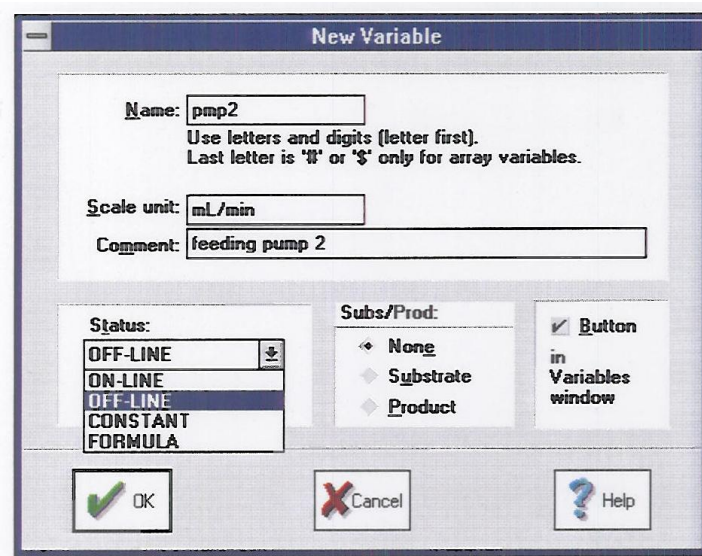 New Variable
Name: pmp2
Use letters and digits (letter first).
Last letter is '#' or '$' only for array variables.
Scale unit: mL/min
Comment: feeding pump 2
Status:
OFF-LINE
ON-LINE
OFF-LINE
CONSTANT
FORMULA
Subs/Prod:
None
Substrate
Product
Button
in
Variables
window
OK
Cancel
Help